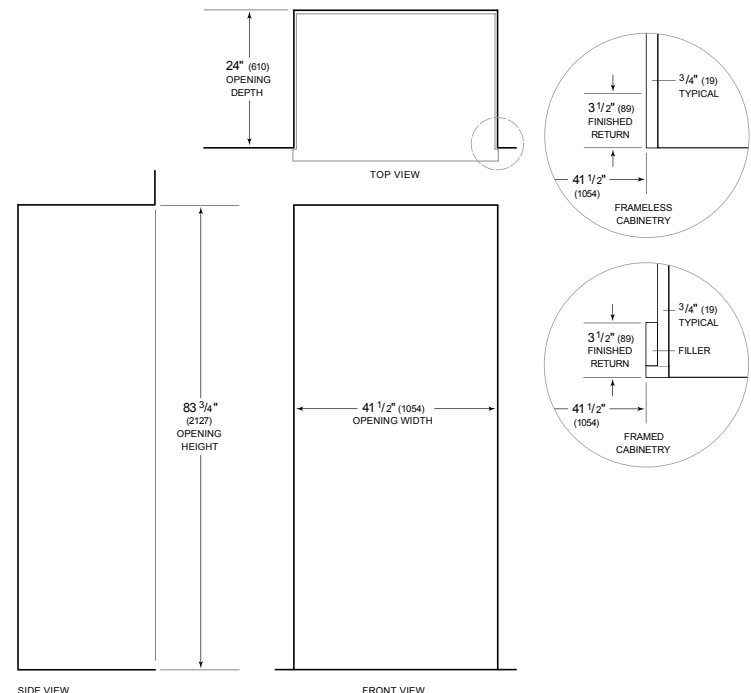 24" (610)
OPENING
DEPTH
TOP VIEW
3/4" (19)
TYPICAL
3 1/2" (89)
FINISHED
RETURN
41 1/2"
(1054)
FRAMELESS
CABINETRY
3/4" (19)
TYPICAL
3 1/2" (89)
FINISHED
RETURN
FILLER
41 1/2"
(1054)
FRAMED
CABINETRY
83 3/4"
(2127)
OPENING
HEIGHT
41 1/2" (1054)
OPENING WIDTH
SIDE VIEW
FRONT VIEW